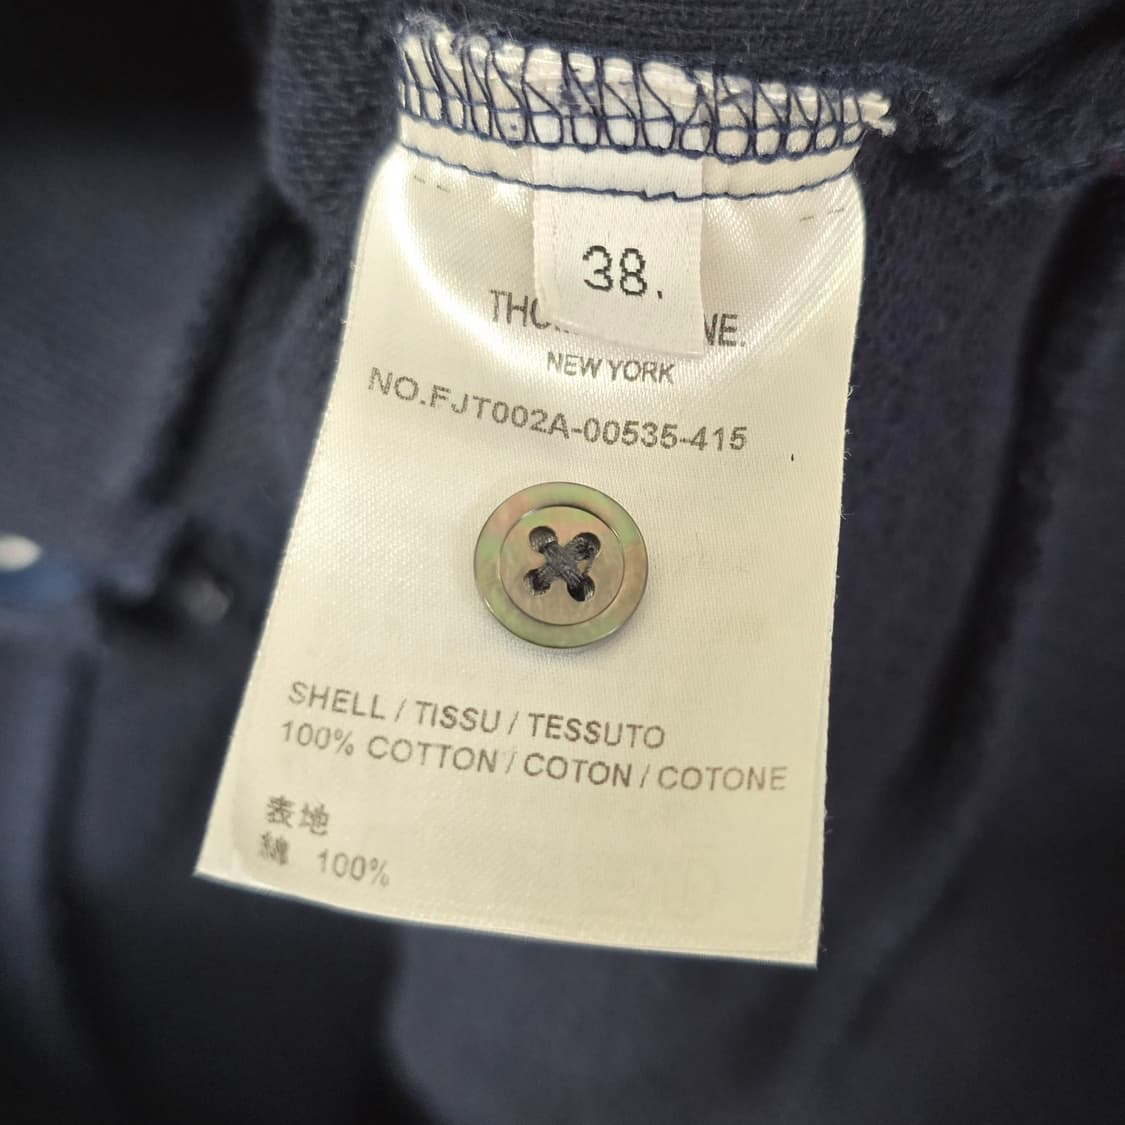 38.
NEW YORK
NO.FJT002A-00535-415
SHELL / TISSU / TESSUTO
100% COTTON / COTON / COTONE
表地
綿 100%